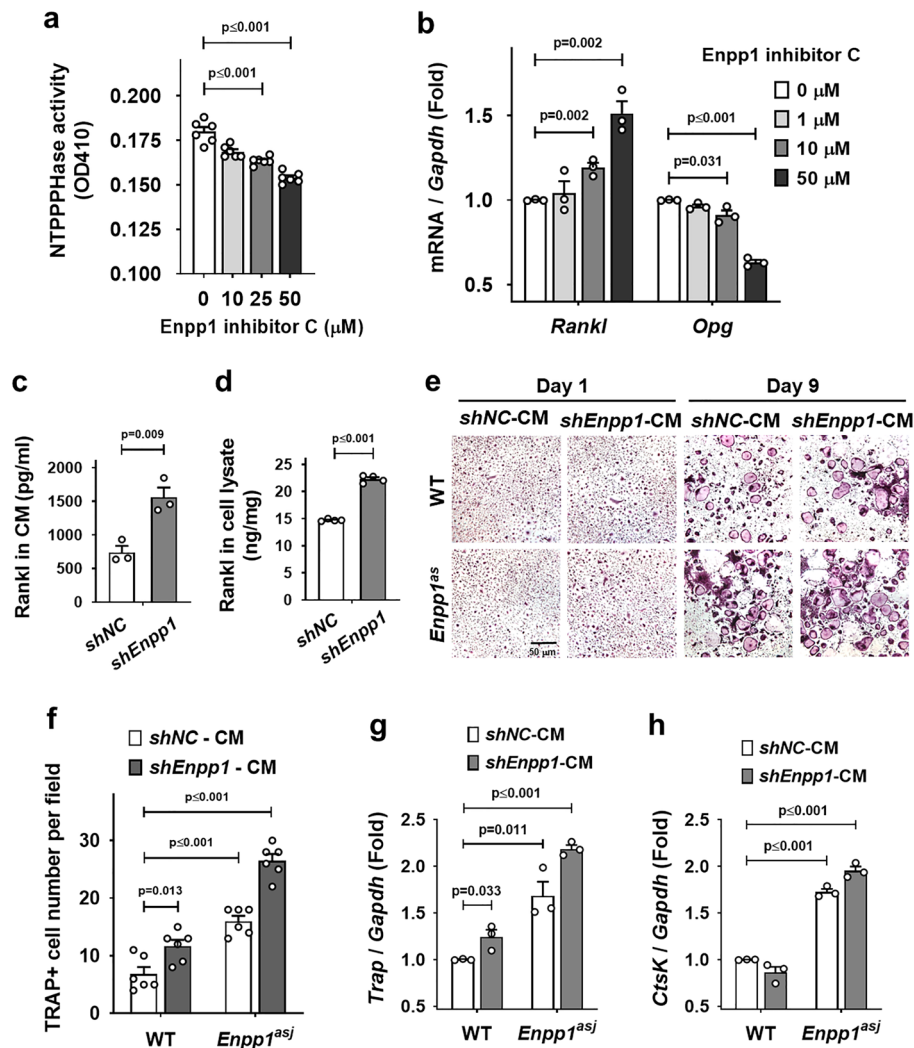 a
p≤0.001
p≤0.001
NTPPPHase activity
(OD410)
0.200
0.175
0.150
0.125
0.100
0 10 25 50
Enpp1 inhibitor C (μM)
b
p=0.002
p=0.002
p≤0.001
p=0.031
mRNA / Gapdh (Fold)
1.5
1.0
0.5
Rankl Opg
Enpp1 inhibitor C
0 μM
1 μM
10 μM
50 μM
c
p=0.009
Rankl in CM (pg/ml)
2000
1500
1000
500
0
shNC
shEnpp1
d
p≤0.001
Rankl in cell lysate
(ng/mg)
25
20
15
10
5
0
shNC
shEnpp1
e
Day 1 Day 9
shNC-CM shEnpp1-CM shNC-CM shEnpp1-CM
WT
Enpp1as
50 μm
f
shNC - CM
shEnpp1 - CM
p≤0.001
p≤0.001
p=0.013
TRAP+ cell number per field
30
20
10
0
WT Enpp1asj
g
shNC-CM
shEnpp1-CM
p≤0.001
p=0.011
p=0.033
Trap / Gapdh (Fold)
2.5
2.0
1.5
1.0
0.5
WT Enpp1asj
h
shNC-CM
shEnpp1-CM
p≤0.001
p≤0.001
CtsK / Gapdh (Fold)
2.5
2.0
1.5
1.0
0.5
WT Enpp1asj